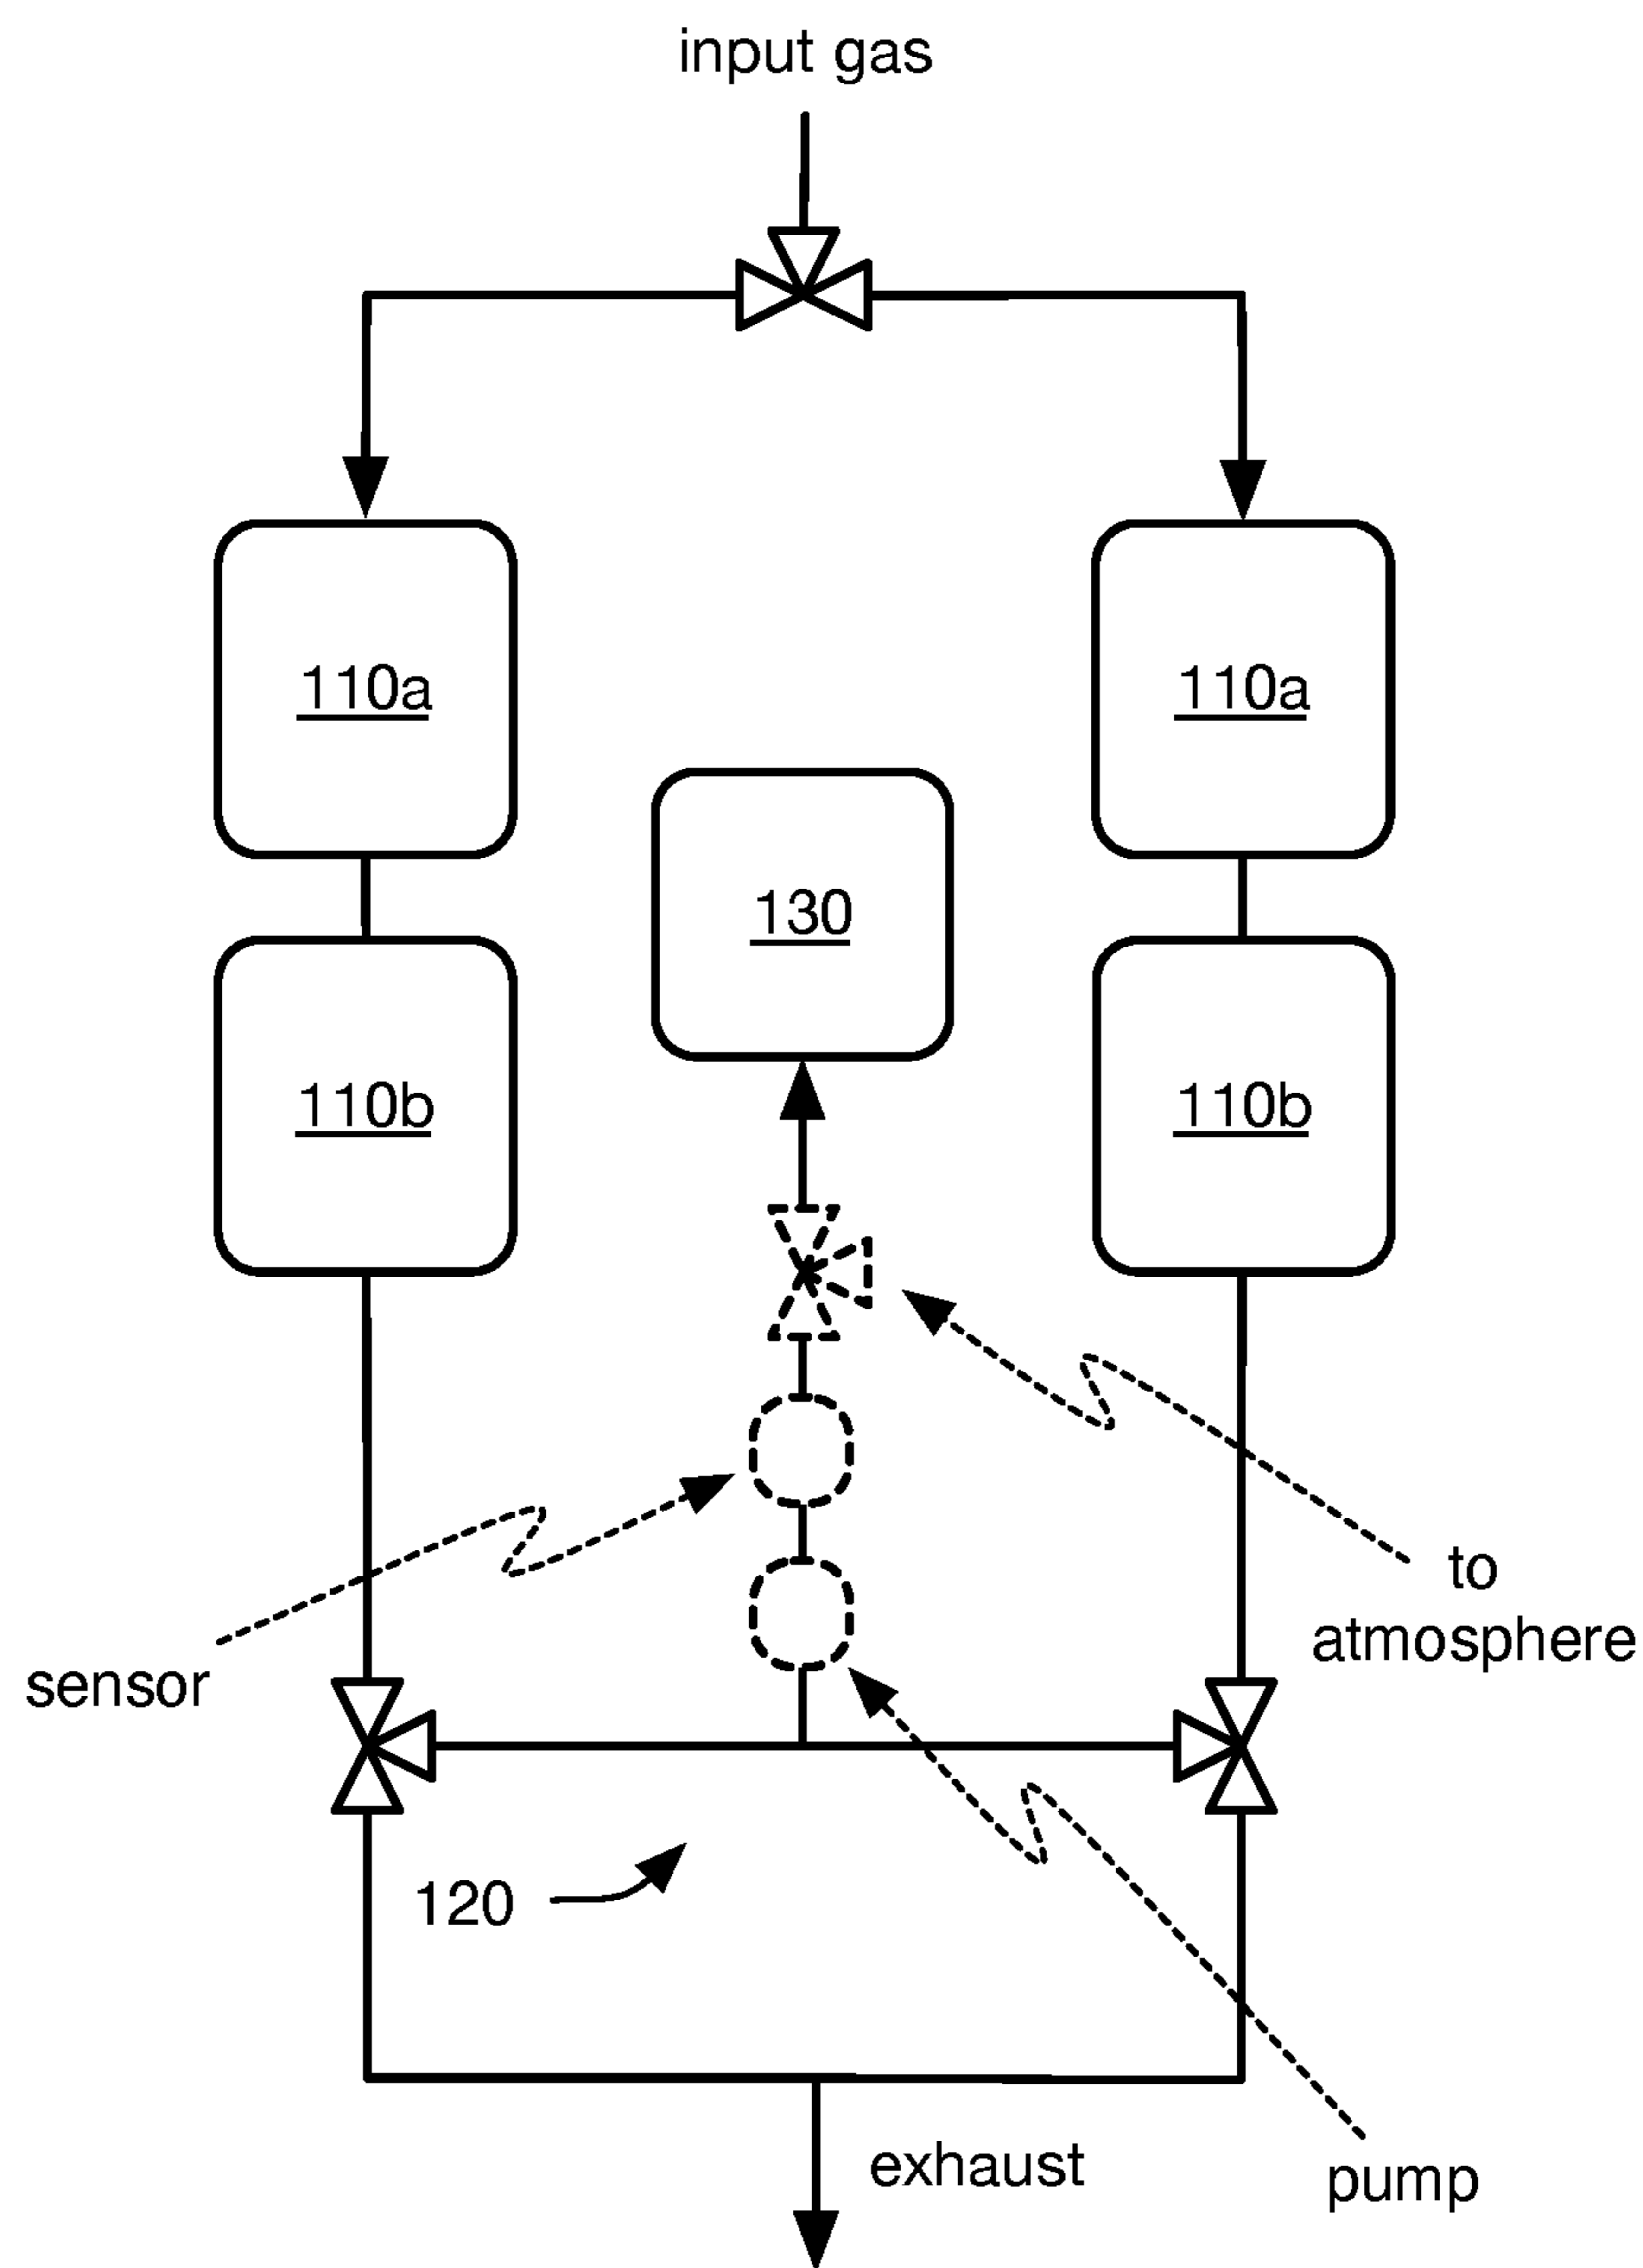 input gas
110a
110a
130
110b
110b
to
atmosphere
sensor
120
exhaust
pump